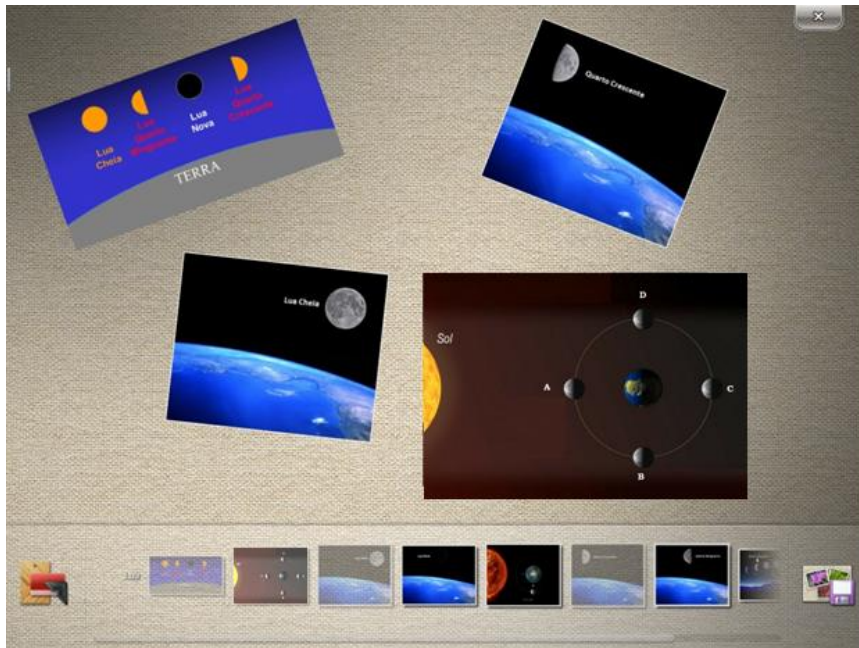 Lua
Cheia
Lua
Quarto
Minguante
Lua
Nova
Lua
Quarto
Crescente
TERRA
Quarto Crescente
Lua Cheia
Sol
D
A
C
B